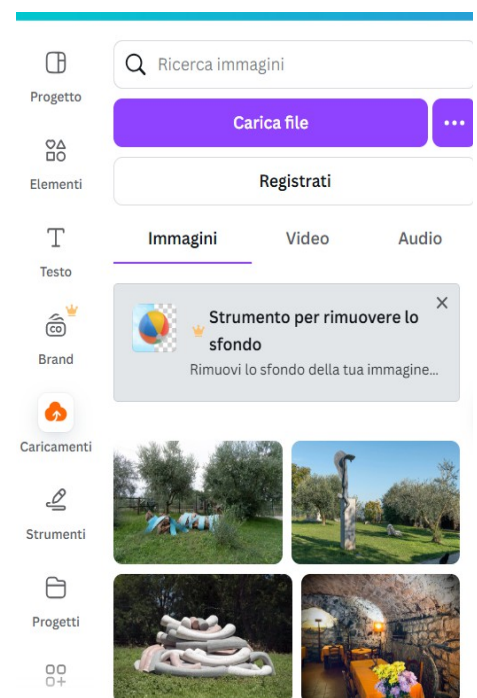 Ricerca immagini
Progetto
Carica file
Elementi
Registrati
Immagini
Video
Audio
Testo
Strumento per rimuovere lo
sfondo
Rimuovi lo sfondo della tua immagine...
CO
Brand
Caricamenti
Strumenti
Progetti